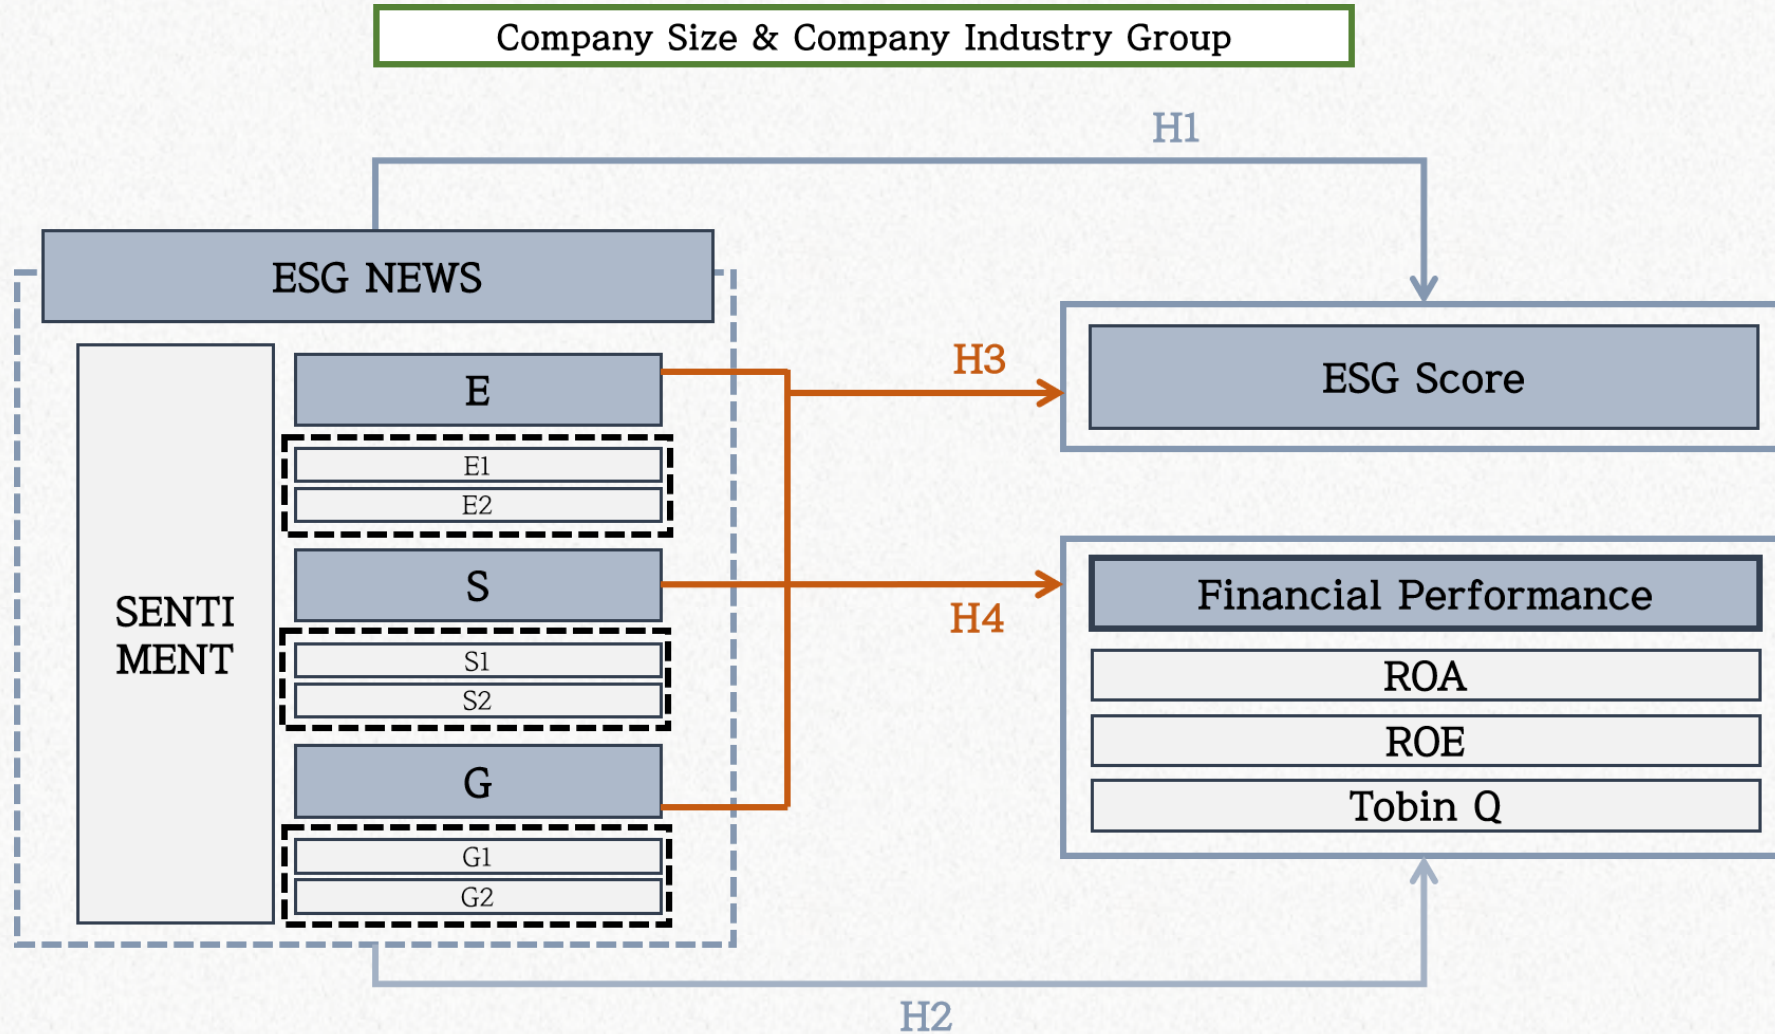 Company Size & Company Industry Group
H1
ESG NEWS
SENTI
MENT
E
E1
E2
S
S1
S2
G
G1
G2
H3
H4
ESG Score
Financial Performance
ROA
ROE
Tobin Q
H2